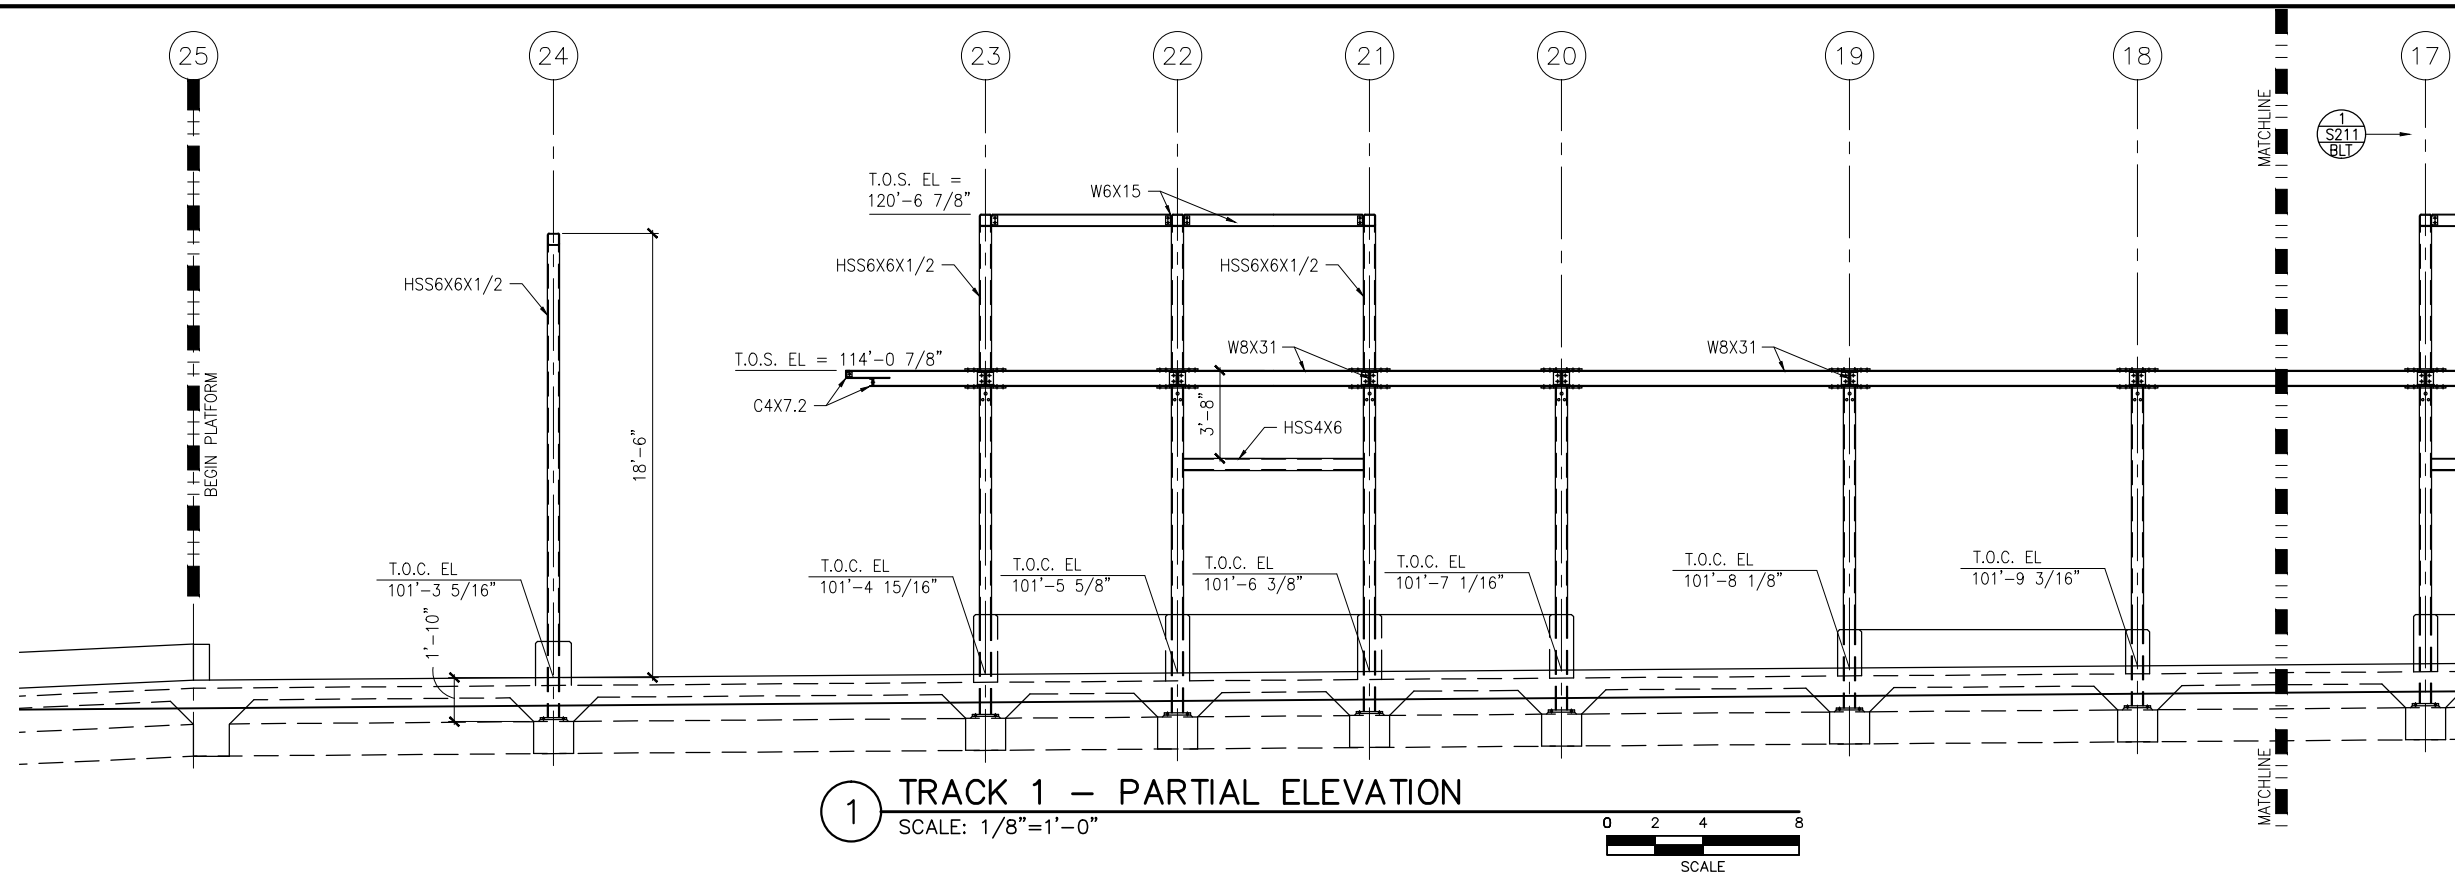 25
24
23
22
21
20
19
18
17
MATCHLINE
1
S211
BLT
T.O.S. EL =
120'-6 7/8"
W6X15
HSS6X6X1/2
HSS6X6X1/2
HSS6X6X1/2
T.O.S. EL = 114'-0 7/8"
W8X31
W8X31
C4X7.2
3'-8"
HSS4X6
BEGIN PLATFORM
18'-6"
T.O.C. EL
101'-3 5/16"
T.O.C. EL
101'-4 15/16"
T.O.C. EL
101'-5 5/8"
T.O.C. EL
101'-6 3/8"
T.O.C. EL
101'-7 1/16"
T.O.C. EL
101'-8 1/8"
T.O.C. EL
101'-9 3/16"
1'-10"
MATCHLINE
1
TRACK 1 - PARTIAL ELEVATION
SCALE: 1/8"=1'-0"
0 2 4 8
SCALE